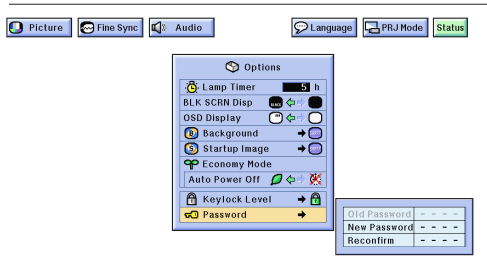 Picture Fine Sync Audio Language PRJ Mode Status
Options
Lamp Timer 5 h
BLK SCRN Disp
OSD Display
Background
Startup Image
Economy Mode
Auto Power Off
Keylock Level
Password
Old Password - - - -
New Password - - - -
Reconfirm - - - -